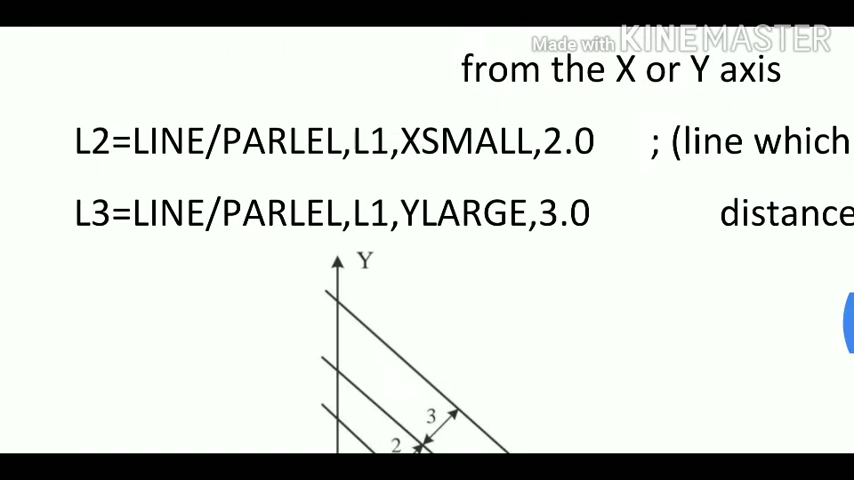 Made with KINEMASTER
from the X or Y axis
L2=LINE/PARLEL,L1,XSMALL,2.0 ; (line which
L3=LINE/PARLEL,L1,YLARGE,3.0 distance
Y
3
2